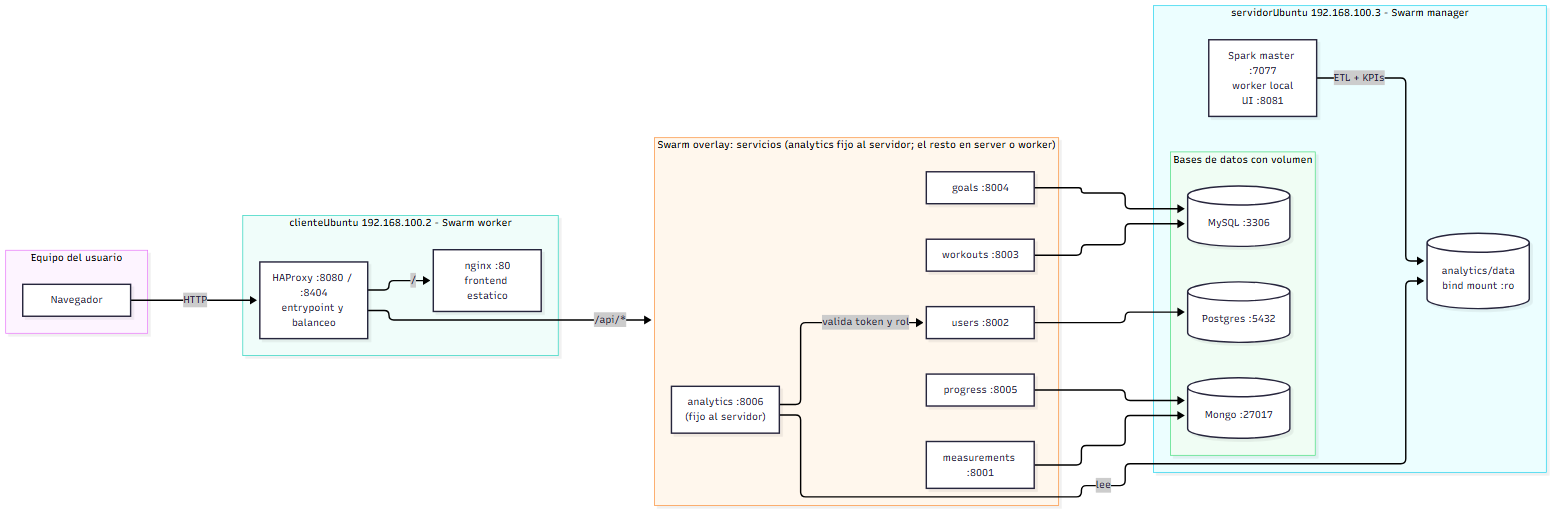 servidorUbuntu 192.168.100.3 - Swarm manager
Spark master
:7077
worker local
UI :8081
ETL + KPIs
Swarm overlay: servicios (analytics fijo al servidor; el resto en server o worker)
Bases de datos con volumen
goals :8004
MySQL :3306
clienteUbuntu 192.168.100.2 - Swarm worker
workouts :8003
Equipo del usuario
nginx :80
frontend
estatico
HAProxy :8080 /
:8404
entrypoint y
balanceo
/
analytics/data
bind mount :ro
Navegador
HTTP
/api/*
valida token y rol
users :8002
Postgres :5432
progress :8005
analytics :8006
(fijo al servidor)
Mongo :27017
measurements
:8001
lee